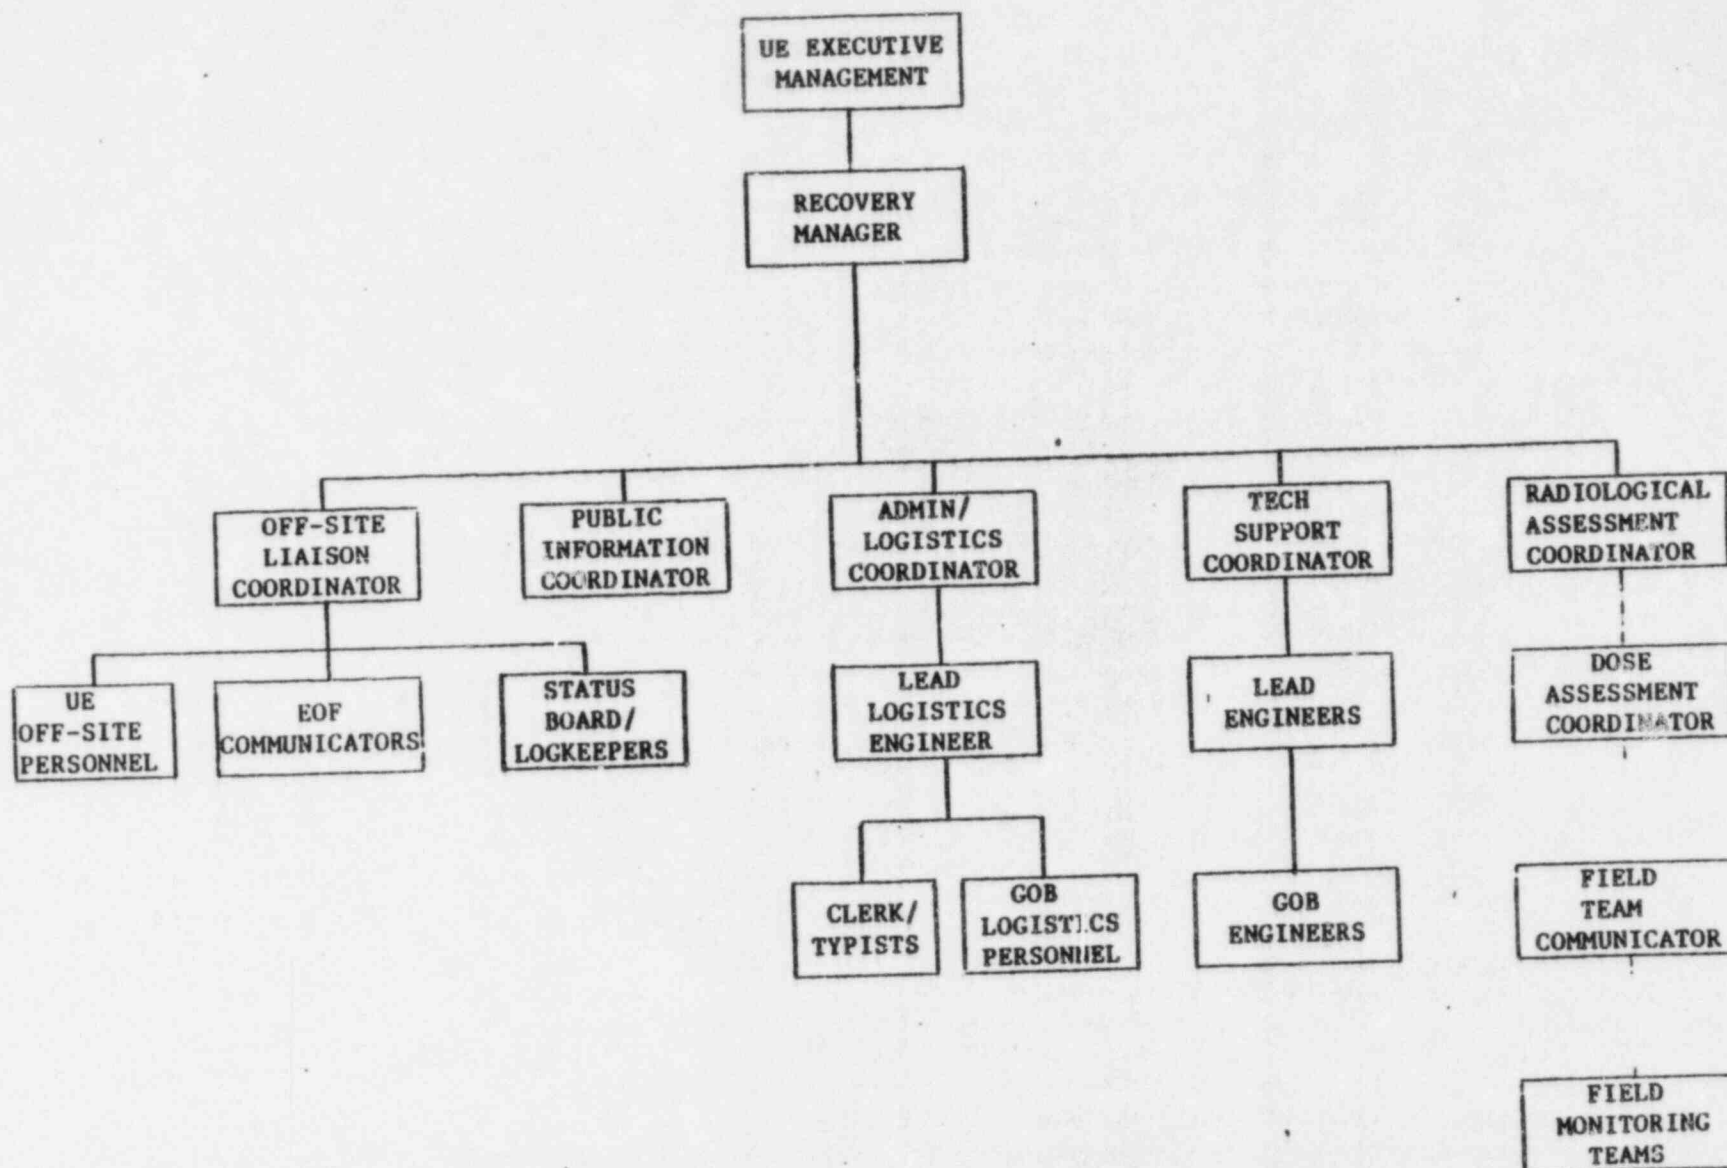 UE EXECUTIVE
MANAGEMENT
RECOVERY
MANAGER
OFF-SITE
LIAISON
COORDINATOR
PUBLIC
INFORMATION
COORDINATOR
ADMIN/
LOGISTICS
COORDINATOR
TECH
SUPPORT
COORDINATOR
RADIOLOGICAL
ASSESSMENT
COORDINATOR
UE
OFF-SITE
PERSONNEL
EOF
COMMUNICATORS
STATUS
BOARD/
LOGKEEPERS
LEAD
LOGISTICS
ENGINEER
LEAD
ENGINEERS
DOSE
ASSESSMENT
COORDINATOR
CLERK/
TYPISTS
GOB
LOGISTICS
PERSONNEL
GOB
ENGINEERS
FIELD
TEAM
COMMUNICATOR
FIELD
MONITORING
TEAMS